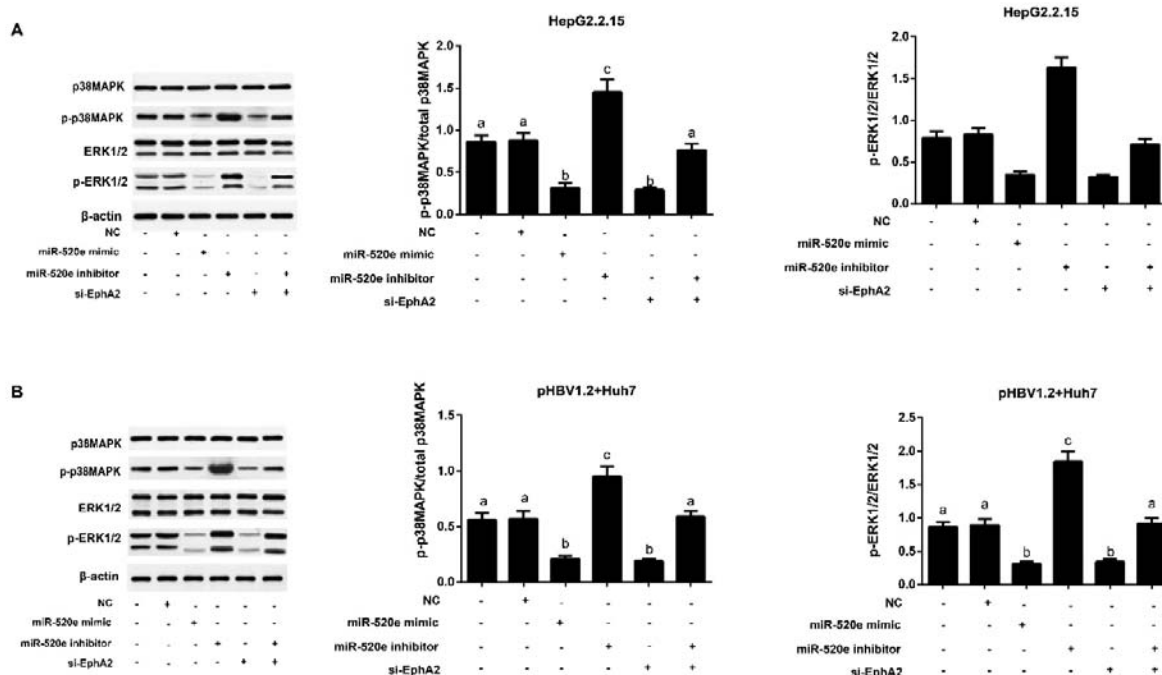 A
p38MAPK
p-p38MAPK
ERK1/2
p-ERK1/2
β-actin
NC - + - - - -
miR-520e mimic - - + - - -
miR-520e inhibitor - - - + - +
si-EphA2 - - - - + +
HepG2.2.15
p-p38MAPK/total p38MAPK
2.0
1.5
1.0
0.5
0.0
a a b c b a
NC - + - - - -
miR-520e mimic - - + - - -
miR-520e inhibitor - - - + - +
si-EphA2 - - - - + +
HepG2.2.15
p-ERK1/2/ERK1/2
2.0
1.5
1.0
0.5
0.0
NC - + - - - -
miR-520e mimic - - + - - -
miR-520e inhibitor - - - + - +
si-EphA2 - - - - + +
B
p38MAPK
p-p38MAPK
ERK1/2
p-ERK1/2
β-actin
NC - + - - - -
miR-520e mimic - - + - - -
miR-520e inhibitor - - - + - +
si-EphA2 - - - - + +
pHBV1.2+Huh7
p-p38MAPK/total p38MAPK
1.5
1.0
0.5
0.0
a a b c b a
NC - + - - - -
miR-520e mimic - - + - - -
miR-520e inhibitor - - - + - +
si-EphA2 - - - - + +
pHBV1.2+Huh7
p-ERK1/2/ERK1/2
2.5
2.0
1.5
1.0
0.5
0.0
a a b c b a
NC - + - - - -
miR-520e mimic - - + - - -
miR-520e inhibitor - - - + - +
si-EphA2 - - - - + +